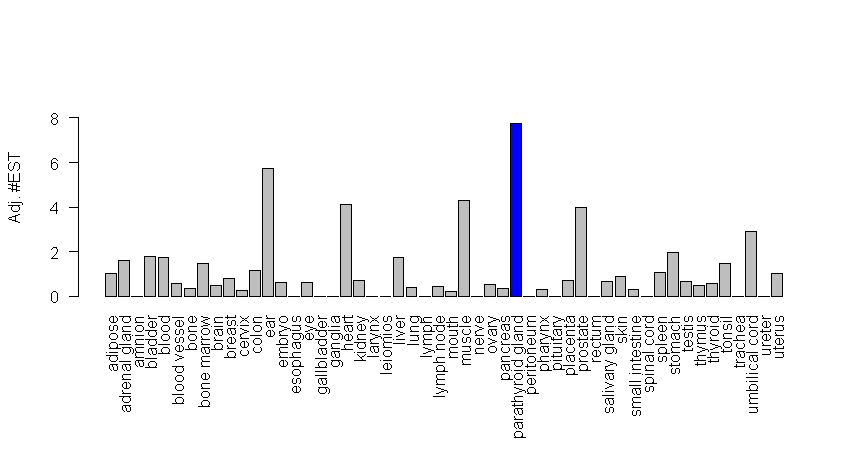 8
6
4
2
0
Adj. #EST
adipose
adrenal gland
amnion
bladder
blood
blood vessel
bone
bone marrow
brain
breast
cervix
colon
ear
embryo
esophagus
eye
gallbladder
ganglia
heart
kidney
larynx
leiomios
liver
lung
lymph
lymph node
mouth
muscle
nerve
ovary
pancreas
parathyroid gland
peritoneum
pharynx
pituitary
placenta
prostate
rectum
salivary gland
skin
small intestine
spinal cord
spleen
stomach
testis
thymus
thyroid
tonsil
trachea
umbilical cord
ureter
uterus